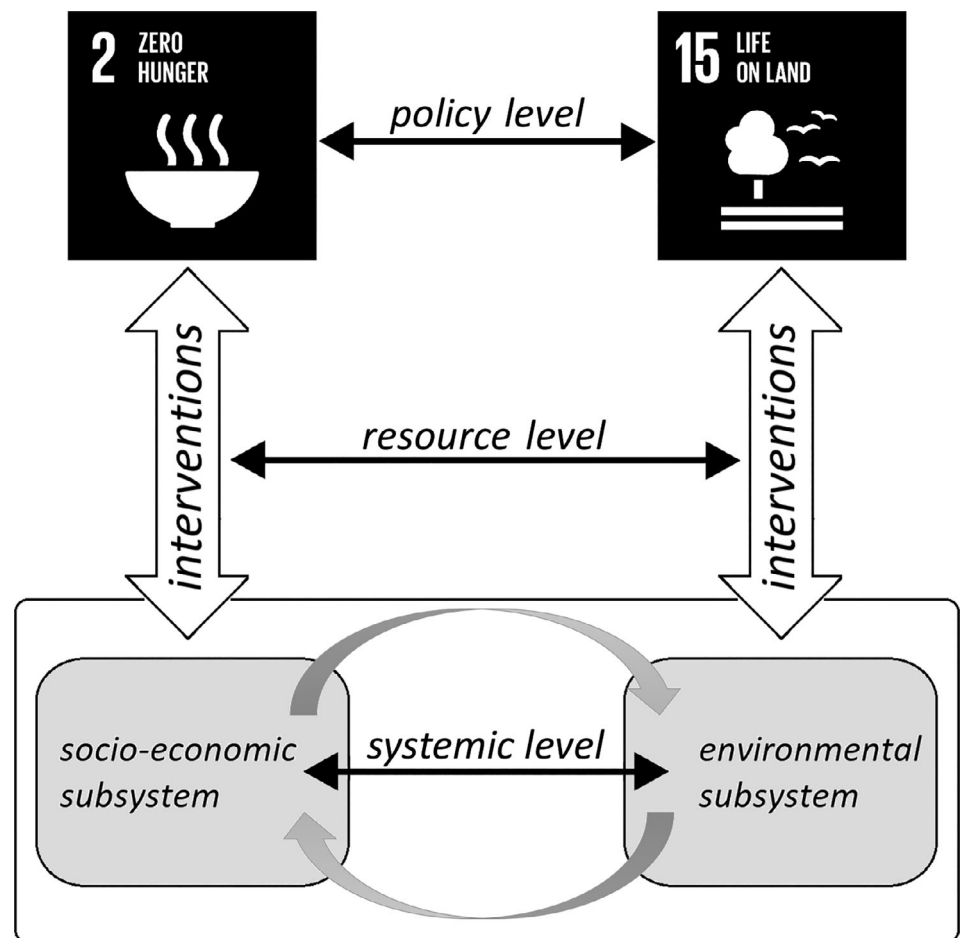 2 ZERO
HUNGER
15 LIFE
ON LAND
policy level
interventions
resource level
interventions
socio-economic
subsystem
systemic level
environmental
subsystem